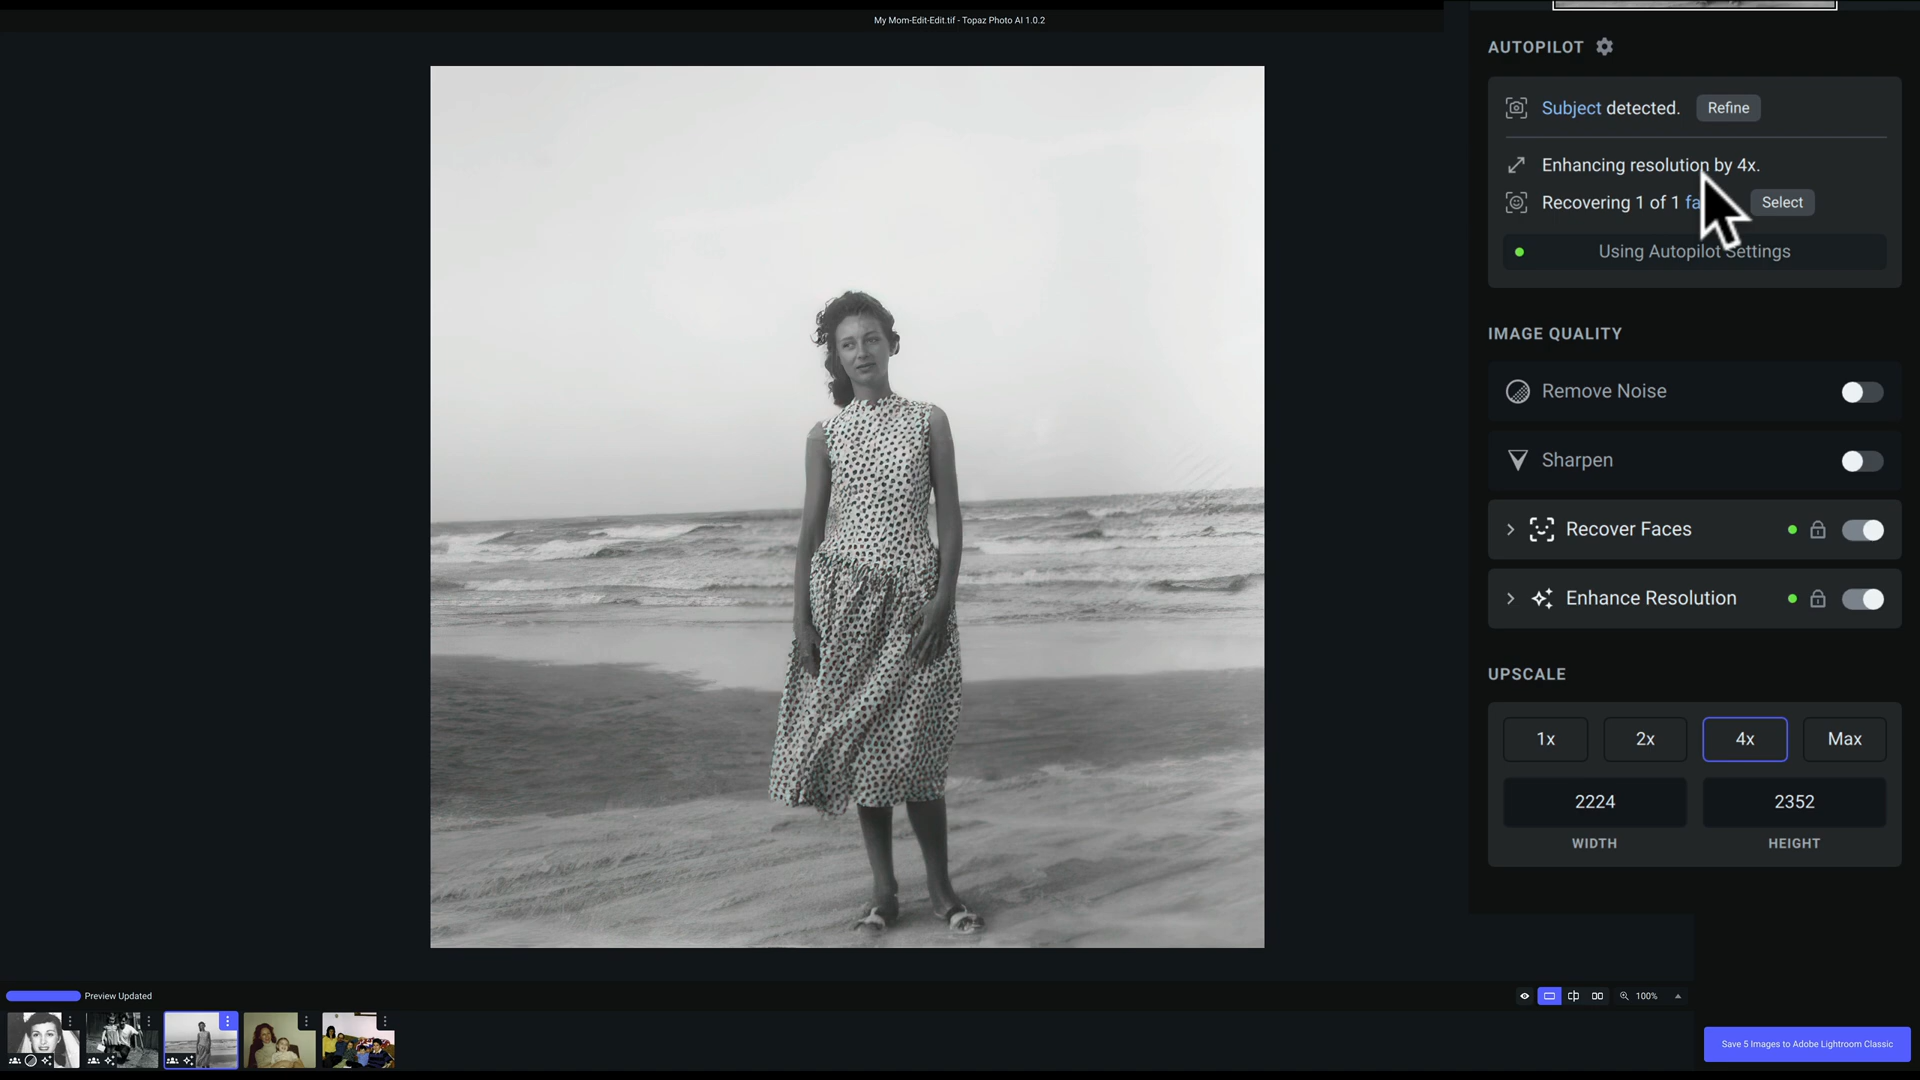 My Mom-Edit-Edit.tif - Topaz Photo AI 1.0.2
AUTOPILOT
Subject detected. Refine
Enhancing resolution by 4x.
Recovering 1 of 1 fa Select
Using Autopilot Settings
IMAGE QUALITY
Remove Noise
Sharpen
Recover Faces
Enhance Resolution
UPSCALE
1x 2x 4x Max
2224 2352
WIDTH HEIGHT
Preview Updated
100%
Save 5 Images to Adobe Lightroom Classic